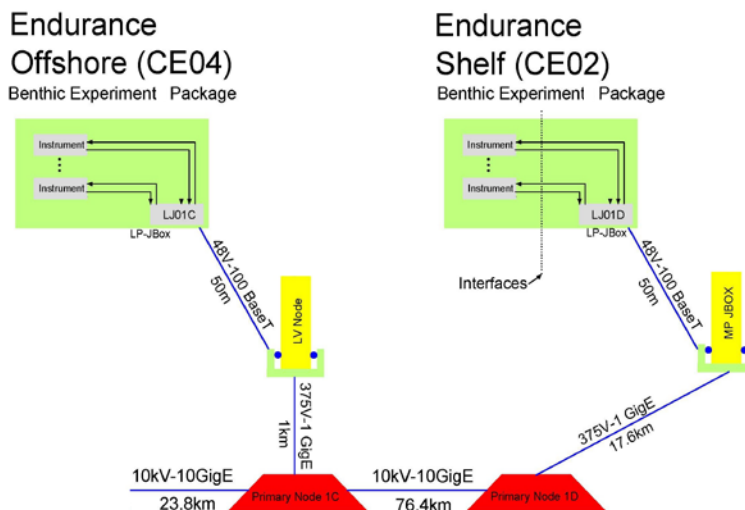 Endurance
Offshore (CE04)
Benthic Experiment Package
Instrument
Instrument
LJ01C
LP-JBox
48V-100 BaseT
50m
LV Node
375V-1 GigE
1km
10kV-10GigE
23.8km
Primary Node 1C
Endurance
Shelf (CE02)
Benthic Experiment Package
Instrument
Instrument
LJ01D
LP-JBox
Interfaces
48V-100 BaseT
50m
MP JBOX
375V-1 GigE
17.6km
10kV-10GigE
76.4km
Primary Node 1D